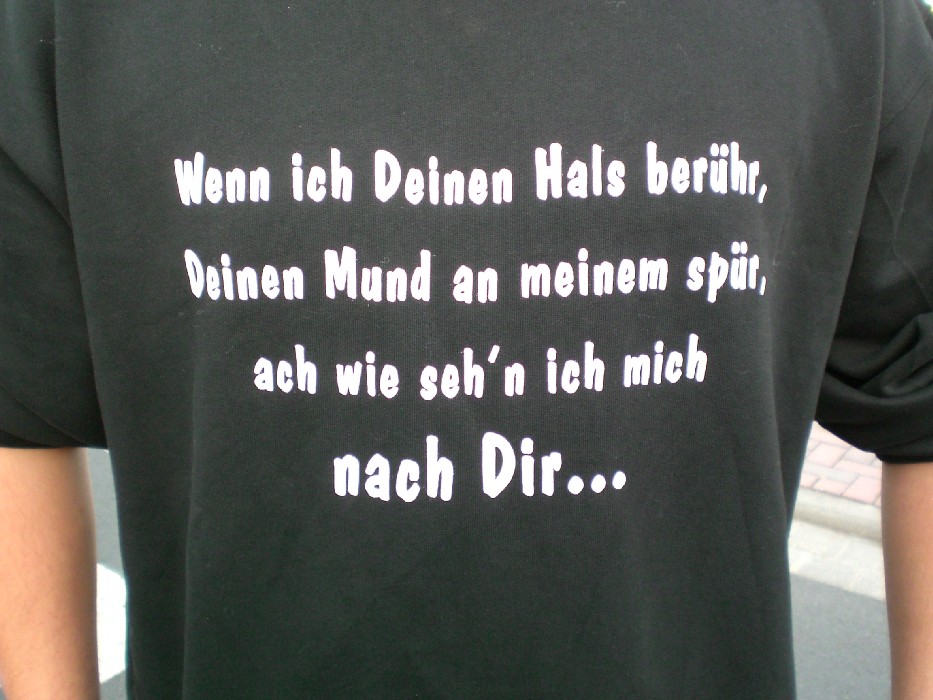 Wenn ich Deinen Hals berühr,
Deinen Mund an meinem spür,
ach wie seh'n ich mich
nach Dir...